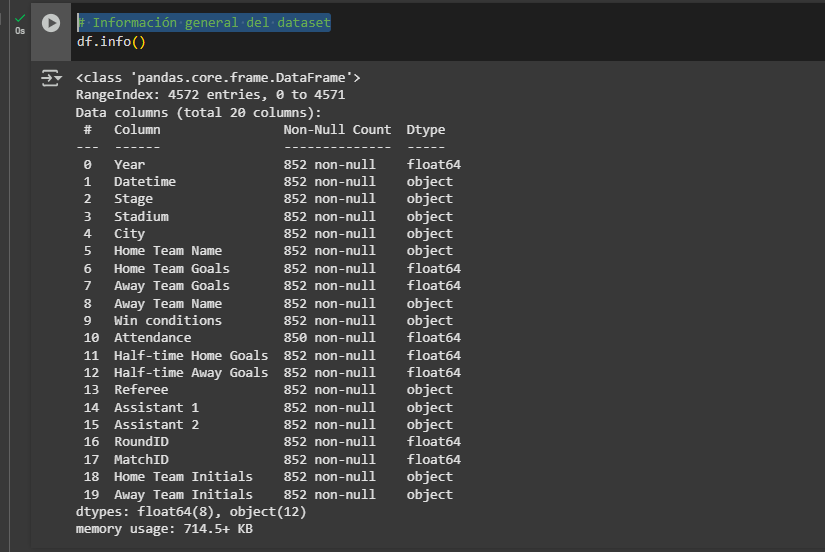 # Información general del dataset
0s
df.info()
<class 'pandas.core.frame.DataFrame'>
RangeIndex: 4572 entries, 0 to 4571
Data columns (total 20 columns):
 #   Column                Non-Null Count  Dtype
---  ------                --------------  -----
 0   Year                  852 non-null    float64
 1   Datetime              852 non-null    object
 2   Stage                 852 non-null    object
 3   Stadium               852 non-null    object
 4   City                  852 non-null    object
 5   Home Team Name        852 non-null    object
 6   Home Team Goals       852 non-null    float64
 7   Away Team Goals       852 non-null    float64
 8   Away Team Name        852 non-null    object
 9   Win conditions        852 non-null    object
 10  Attendance            850 non-null    float64
 11  Half-time Home Goals  852 non-null    float64
 12  Half-time Away Goals  852 non-null    float64
 13  Referee               852 non-null    object
 14  Assistant 1           852 non-null    object
 15  Assistant 2           852 non-null    object
 16  RoundID               852 non-null    float64
 17  MatchID               852 non-null    float64
 18  Home Team Initials    852 non-null    object
 19  Away Team Initials    852 non-null    object
dtypes: float64(8), object(12)
memory usage: 714.5+ KB